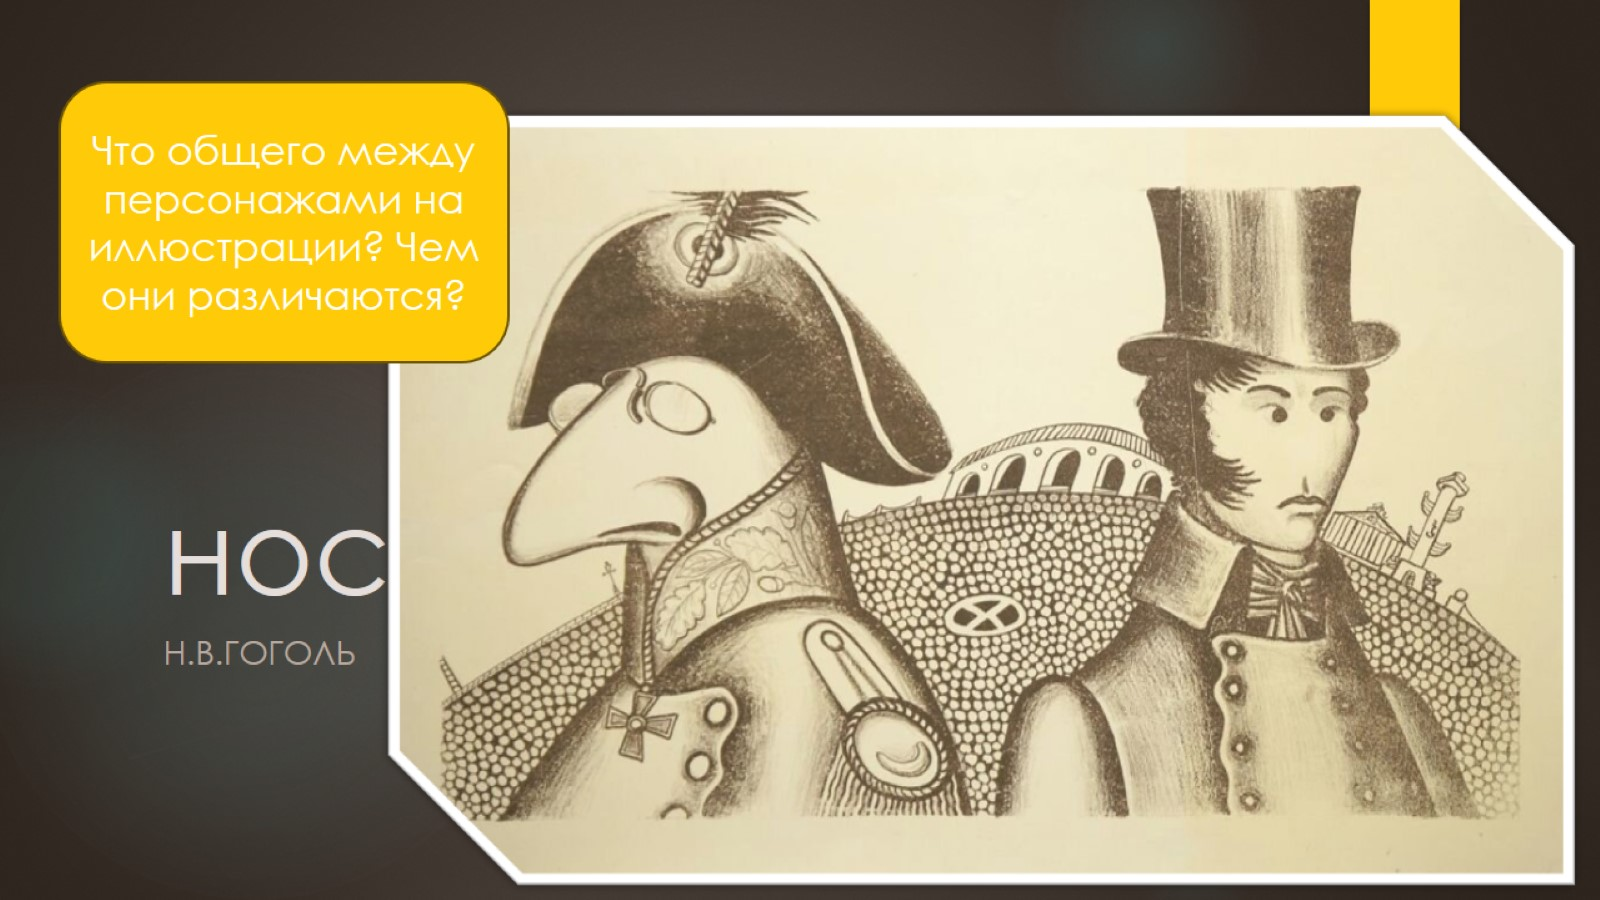 Что общего между
персонажами на
иллюстрации? Чем
они различаются?
НОС
Н.В.ГОГОЛЬ